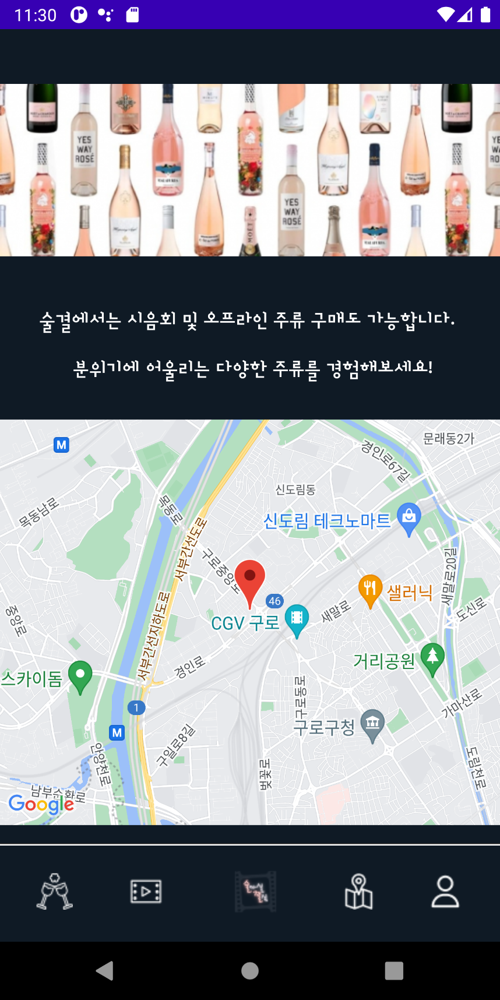 11:30
YES
WAY
ROSÉ
YES
WAY
ROSÉ
MOËT
술결에서는 시음회 및 오프라인 주류 구매도 가능합니다.
분위기에 어울리는 다양한 주류를 경험해보세요!
문래동2가
M
경인로67길
신도림동
목동남로
목동로
신도림 테크노마트
서부간선도로
구로중앙로
새말로20길
샐러닉
46
새말로
도신로
CGV 구로
중앙로
서부간선지하도로
거리공원
경인로
스카이돔
구로동로
가마산로
1
구로구청
M
구일로8길
안양천로
도림천로
벚꽃로
남부순환로
Google